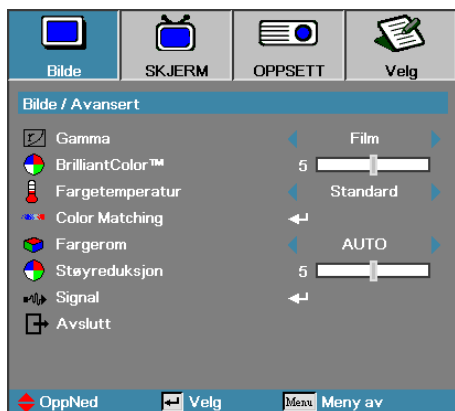 Bilde SKJERM OPPSETT Velg
Bilde / Avansert
Gamma Film
BrilliantColor™ 5
Fargetemperatur Standard
Color Matching
Fargerom AUTO
Støyreduksjon 5
Signal
Avslutt
OppNed Velg Menu Meny av